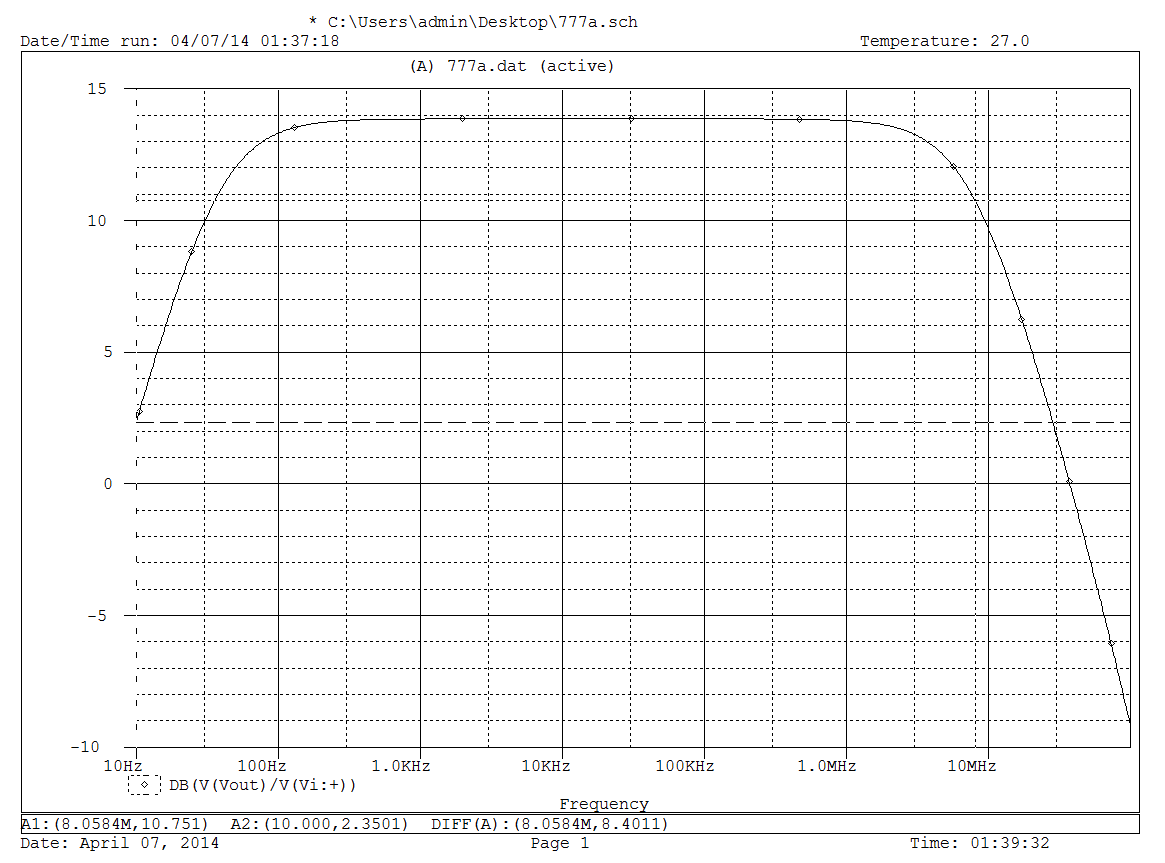 * C:\Users\admin\Desktop\777a.sch
Date/Time run: 04/07/14 01:37:18 Temperature: 27.0
(A) 777a.dat (active)
15
10
5
0
-5
-10
10Hz 100Hz 1.0KHz 10KHz 100KHz 1.0MHz 10MHz
DB(V(Vout)/V(Vi:+))
Frequency
A1:(8.0584M,10.751) A2:(10.000,2.3501) DIFF(A):(8.0584M,8.4011)
Date: April 07, 2014 Page 1 Time: 01:39:32